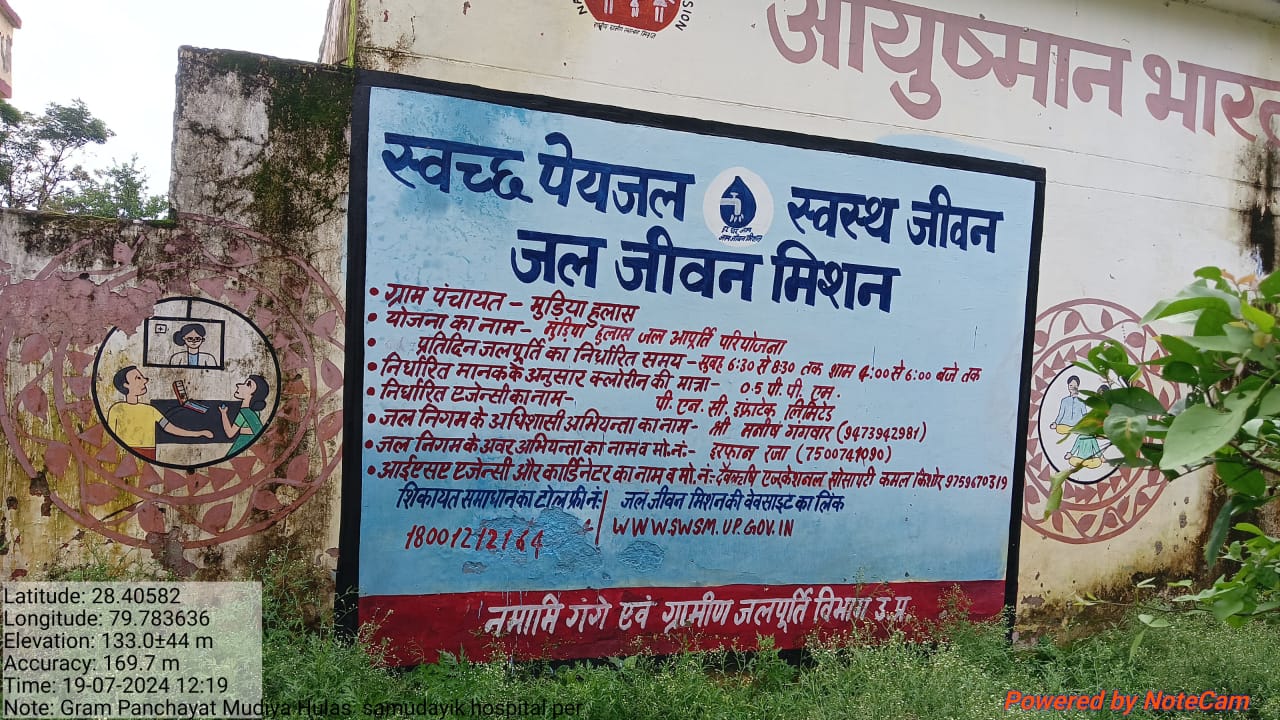 आयुष्मान भारत
स्वच्छ पेयजल स्वस्थ जीवन
जल जीवन मिशन
• ग्राम पंचायत - मुड़िया हुलास
• योजना का नाम - मुड़िया हुलास जल आपूर्ति परियोजना
• प्रतिदिन जलपूर्ति का निर्धारित समय - सुबह 6:30 से 8:30 तक शाम 4:00 से 6:00 बजे तक
• निर्धारित मानक के अनुसार क्लोरीन की मात्रा - 0.5 पी. पी. एम.
• निर्धारित एजेन्सी का नाम - पी. एन. सी. इंफ्राटेक लिमिटेड
• जल निगम के अधिशासी अभियन्ता का नाम - श्री मनीष गंगवार (9473942981)
• जल निगम के अवर अभियन्ता का नाम व मो. नं:- इरफान रजा (7500741090)
• आईएसए एजेन्सी और कार्डिनेटर का नाम व मो. नं:- देवऋषि एजूकेशनल सोसायटी कमल किशोर 9759670319
शिकायत समाधान का टोल फ्री नं:
18001212164
जल जीवन मिशन की वेबसाइट का लिंक
WWW.SWSM.UP.GOV.IN
नमामि गंगे एवं ग्रामीण जलपूर्ति विभाग उ.प्र.
Latitude: 28.40582
Longitude: 79.783636
Elevation: 133.0±44 m
Accuracy: 169.7 m
Time: 19-07-2024 12:19
Note: Gram Panchayat Mudiya Hulas samudayik hospital per
Powered by NoteCam